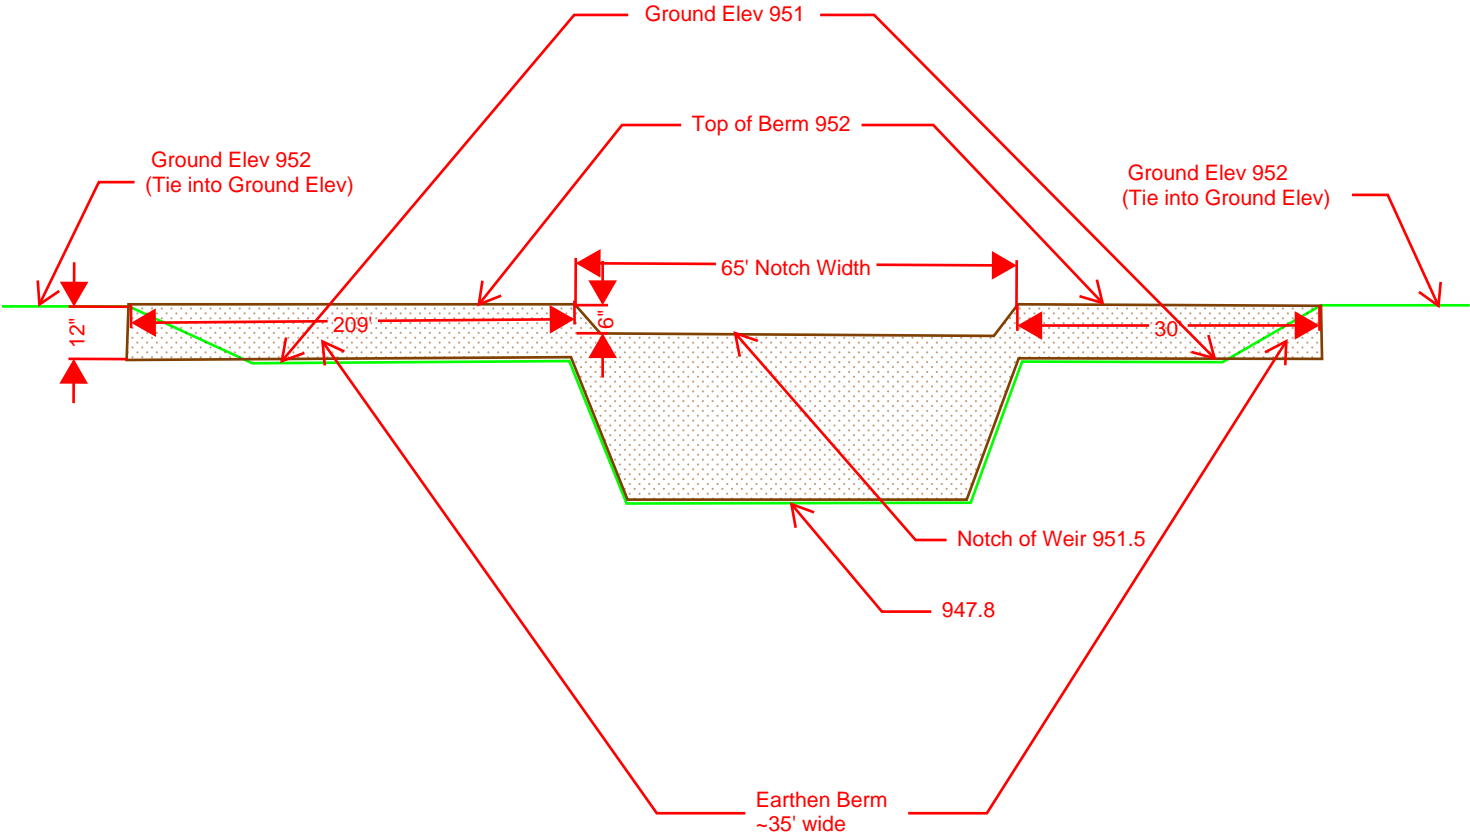 Ground Elev 951
Top of Berm 952
Ground Elev 952
(Tie into Ground Elev)
Ground Elev 952
(Tie into Ground Elev)
65' Notch Width
12"
209'
6"
30'
Notch of Weir 951.5
947.8
Earthen Berm
~35' wide